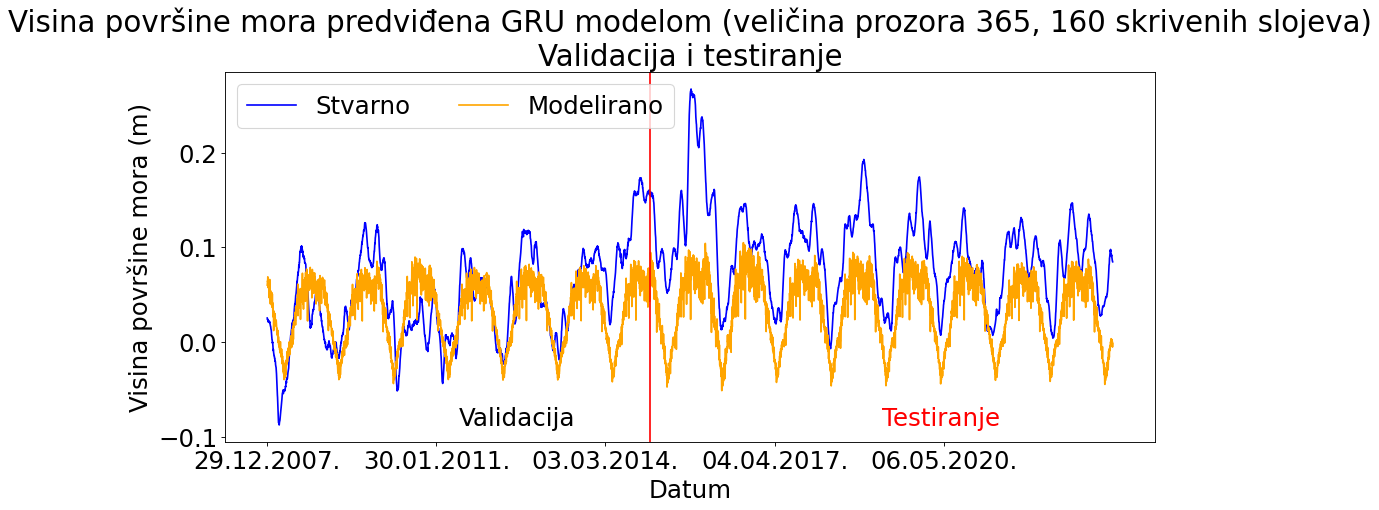 Visina površine mora predviđena GRU modelom (veličina prozora 365, 160 skrivenih slojeva)
Validacija i testiranje
Stvarno
Modelirano
Visina površine mora (m)
0.2
0.1
0.0
−0.1
Validacija
Testiranje
29.12.2007.
30.01.2011.
03.03.2014.
04.04.2017.
06.05.2020.
Datum